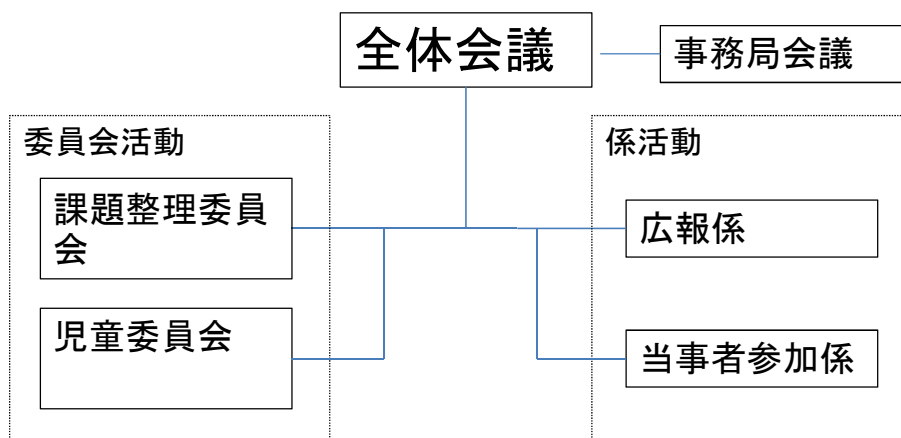 全体会議
事務局会議
委員会活動
係活動
課題整理委員
会
広報係
児童委員会
当事者参加係